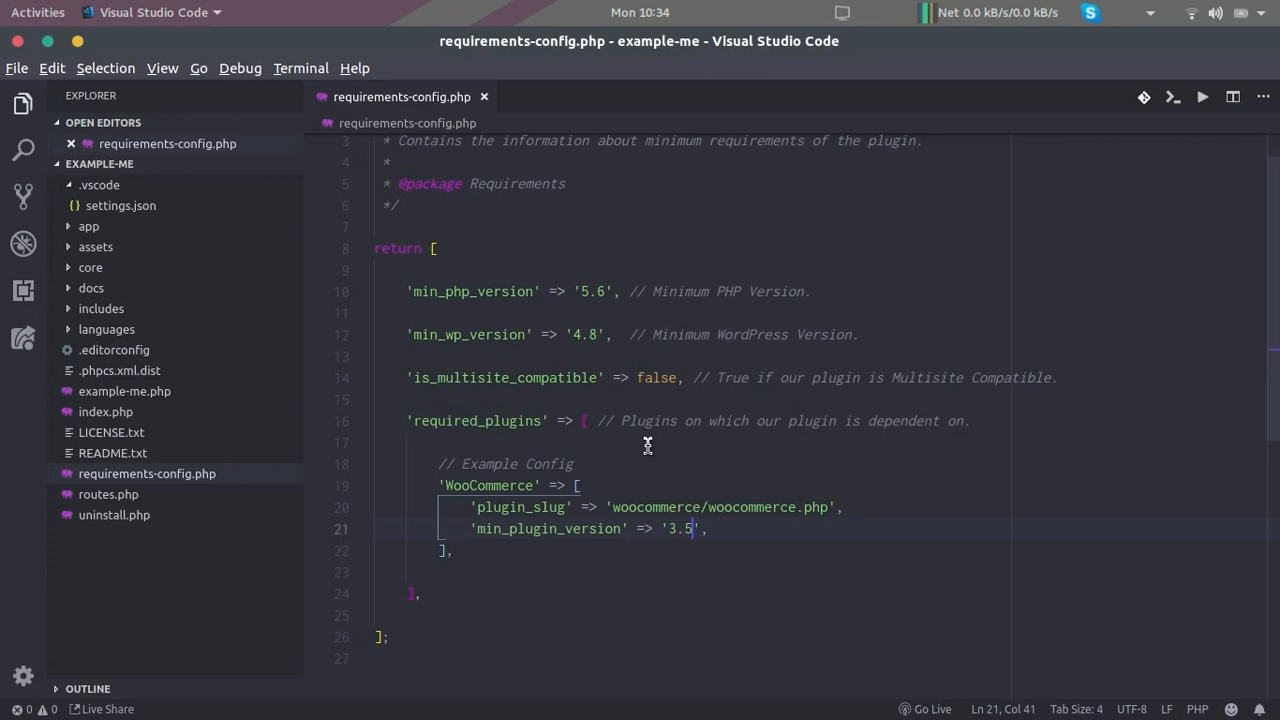 Activities Visual Studio Code Mon 10:34 Net 0.0 kB/s/0.0 kB/s
requirements-config.php - example-me - Visual Studio Code
File Edit Selection View Go Debug Terminal Help
EXPLORER
OPEN EDITORS
requirements-config.php
EXAMPLE-ME
.vscode
{} settings.json
app
assets
core
docs
includes
languages
.editorconfig
.phpcs.xml.dist
example-me.php
index.php
LICENSE.txt
README.txt
requirements-config.php
routes.php
uninstall.php
OUTLINE
requirements-config.php
requirements-config.php
3 * Contains the information about minimum requirements of the plugin.
4 *
5 * @package Requirements
6 */
7
8 return [
9
10 'min_php_version' => '5.6', // Minimum PHP Version.
11
12 'min_wp_version' => '4.8', // Minimum WordPress Version.
13
14 'is_multisite_compatible' => false, // True if our plugin is Multisite Compatible.
15
16 'required_plugins' => [ // Plugins on which our plugin is dependent on.
17
18 // Example Config
19 'WooCommerce' => [
20 'plugin_slug' => 'woocommerce/woocommerce.php',
21 'min_plugin_version' => '3.5',
22 ],
23
24 ],
25
26 ];
27
0 0 Live Share Go Live Ln 21, Col 41 Tab Size: 4 UTF-8 LF PHP